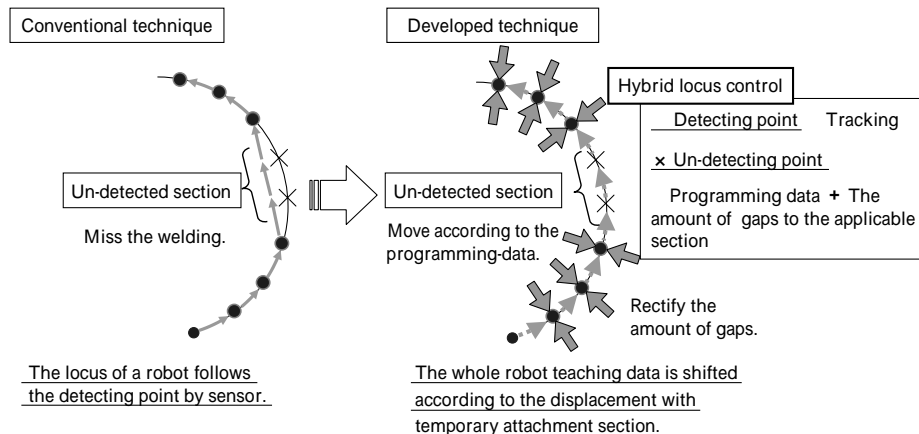 Conventional technique
Un-detected section
Miss the welding.
The locus of a robot follows
the detecting point by sensor.
Developed technique
Hybrid locus control
Detecting point Tracking
× Un-detecting point
Programming data + The
amount of gaps to the applicable
section
Un-detected section
Move according to the
programming-data.
Rectify the
amount of gaps.
The whole robot teaching data is shifted
according to the displacement with
temporary attachment section.